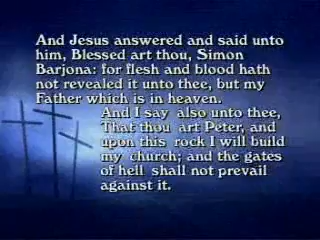 And Jesus answered and said unto
him, Blessed art thou, Simon
Barjona: for flesh and blood hath
not revealed it unto thee, but my
Father which is in heaven.
And I say also unto thee,
That thou art Peter, and
upon this rock I will build
my church; and the gates
of hell shall not prevail
against it.